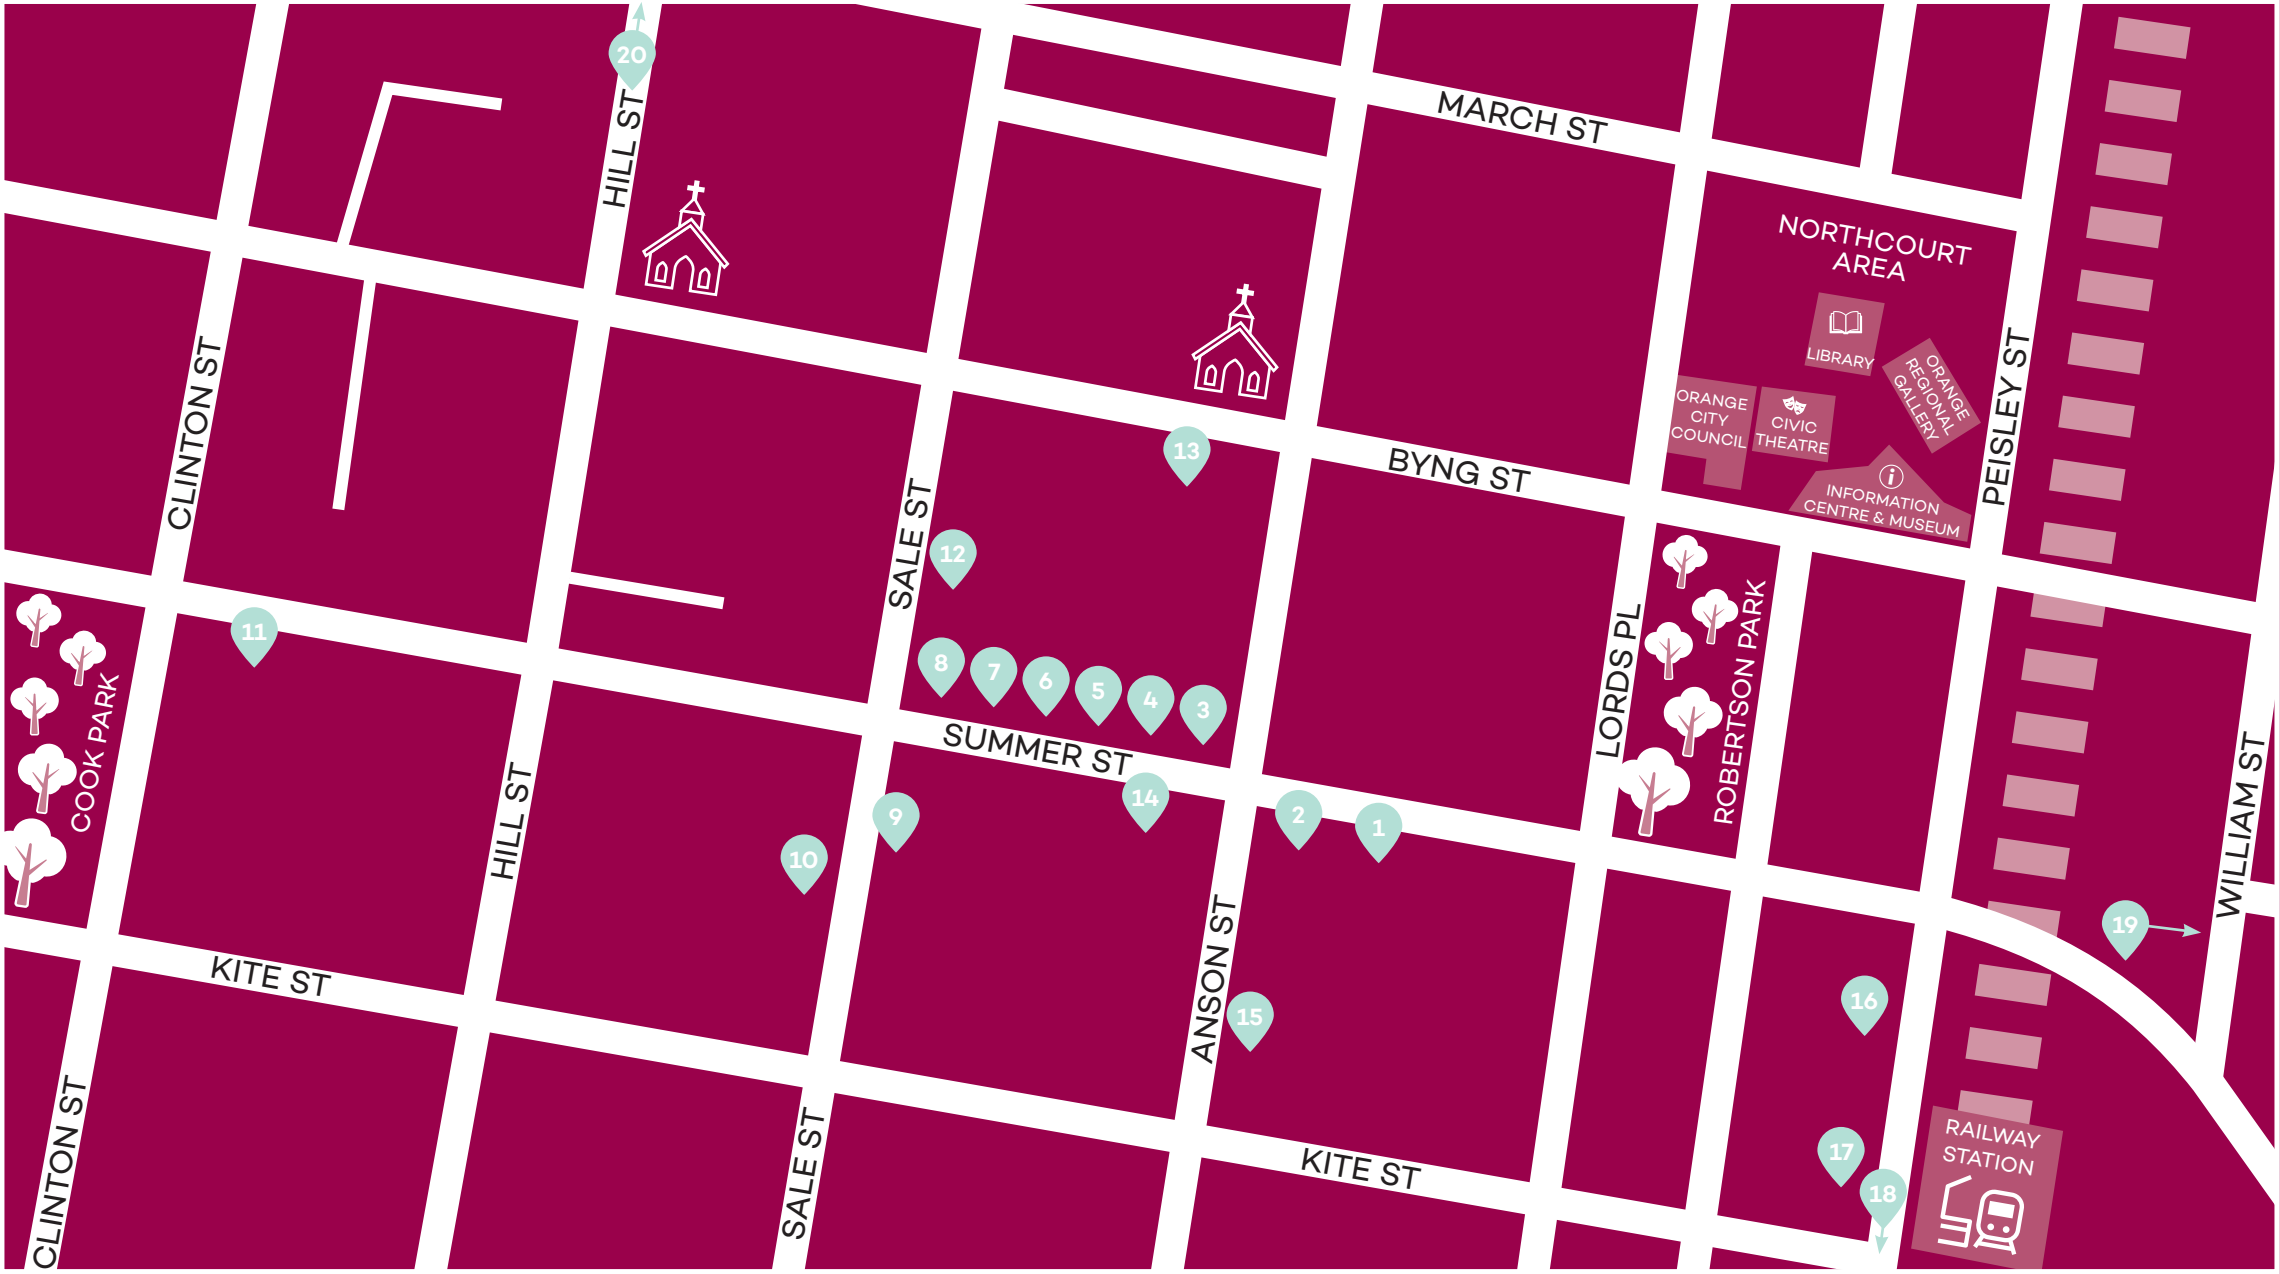 20
HILL ST
MARCH ST
NORTHCOURT
AREA
LIBRARY
ORANGE
REGIONAL
GALLERY
ORANGE
CITY
COUNCIL
CIVIC
THEATRE
INFORMATION
CENTRE & MUSEUM
PEISLEY ST
CLINTON ST
13
BYNG ST
SALE ST
12
11
8
7
6
5
4
3
LORDS PL
ROBERTSON PARK
COOK PARK
SUMMER ST
WILLIAM ST
HILL ST
14
9
2
1
10
19
KITE ST
ANSON ST
15
16
CLINTON ST
SALE ST
KITE ST
17
18
RAILWAY
STATION